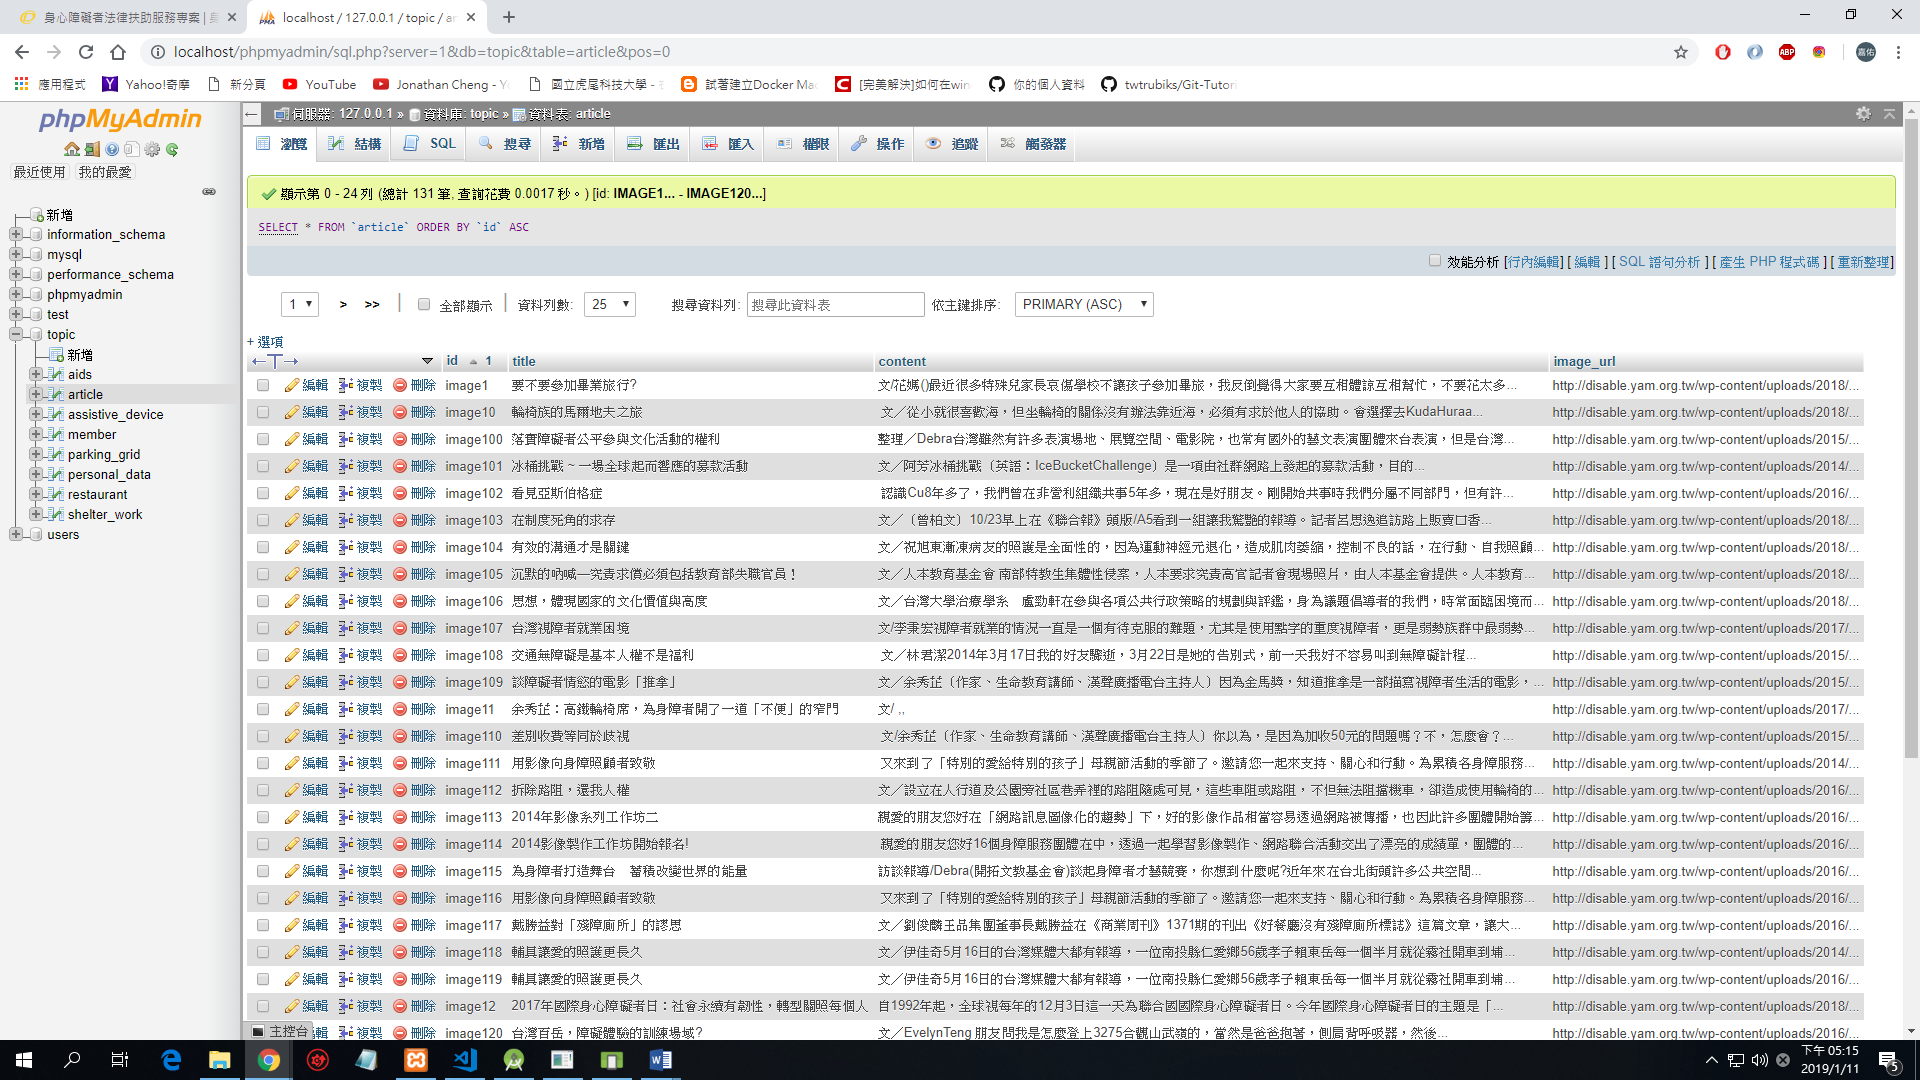 身心障礙者法律扶助服務專案 |
localhost / 127.0.0.1 / topic / ar
localhost/phpmyadmin/sql.php?server=1&db=topic&table=article&pos=0
應用程式 Yahoo!奇摩 新分頁 YouTube Jonathan Cheng - Yo 國立虎尾科技大學 - 試著建立Docker Mac [完美解決]如何在win 你的個人資料 twtrubiks/Git-Tutor
phpMyAdmin
最近使用 我的最愛
新增
information_schema
mysql
performance_schema
phpmyadmin
test
topic
新增
aids
article
assistive_device
member
parking_grid
personal_data
restaurant
shelter_work
users
伺服器: 127.0.0.1 » 資料庫: topic » 資料表: article
瀏覽 結構 SQL 搜尋 新增 匯出 匯入 權限 操作 追蹤 觸發器
顯示第 0 - 24 列 (總計 131 筆, 查詢花費 0.0017 秒。) [id: IMAGE1... - IMAGE120...]
SELECT * FROM `article` ORDER BY `id` ASC
效能分析 [行內編輯] [ 編輯 ] [ SQL 語句分析 ] [ 產生 PHP 程式碼 ] [ 重新整理]
1 > >> 全部顯示 資料列數: 25 搜尋資料列: 搜尋此資料表 依主鍵排序: PRIMARY (ASC)
+ 選項
←T→ id 1 title content image_url
編輯 複製 刪除 image1 要不要參加畢業旅行? 文/花媽()最近很多特殊兒家長哀傷學校不讓孩子參加畢旅，我反倒覺得大家要互相體諒互相幫忙，不要花太多... http://disable.yam.org.tw/wp-content/uploads/2018/...
編輯 複製 刪除 image10 輪椅族的馬爾地夫之旅 文／從小就很喜歡海，但坐輪椅的關係沒有辦法靠近海，必須有求於他人的協助。會選擇去KudaHuraa... http://disable.yam.org.tw/wp-content/uploads/2018/...
編輯 複製 刪除 image100 落實障礙者公平參與文化活動的權利 整理／Debra台灣雖然有許多表演場地、展覽空間、電影院，也常有國外的藝文表演團體來台表演，但是台灣... http://disable.yam.org.tw/wp-content/uploads/2015/...
編輯 複製 刪除 image101 冰桶挑戰 ~ 一場全球起而響應的募款活動 文／阿芳冰桶挑戰（英語：IceBucketChallenge）是一項由社群網路上發起的募款活動，目的... http://disable.yam.org.tw/wp-content/uploads/2014/...
編輯 複製 刪除 image102 看見亞斯伯格症 認識Cu8年多了，我們曾在非營利組織共事5年多，現在是好朋友。剛開始共事時我們分屬不同部門，但有許... http://disable.yam.org.tw/wp-content/uploads/2016/...
編輯 複製 刪除 image103 在制度死角的求存 文／（曾柏文）10/23早上在《聯合報》頭版/A5看到一組讓我驚艷的報導。記者呂思逸追訪路上販賣口香... http://disable.yam.org.tw/wp-content/uploads/2018/...
編輯 複製 刪除 image104 有效的溝通才是關鍵 文／祝旭東漸凍病友的照護是全面性的，因為運動神經元退化，造成肌肉萎縮，控制不良的話，在行動、自我照顧... http://disable.yam.org.tw/wp-content/uploads/2018/...
編輯 複製 刪除 image105 沉默的吶喊—究責求償必須包括教育部失職官員！ 文／人本教育基金會 南部特教生集體性侵案，人本要求究責高官記者會現場照片，由人本基金會提供。人本教育... http://disable.yam.org.tw/wp-content/uploads/2018/...
編輯 複製 刪除 image106 思想，體現國家的文化價值與高度 文／台灣大學治療學系 盧勁軒在參與各項公共行政策略的規劃與評鑑，身為議題倡導者的我們，時常面臨困境而... http://disable.yam.org.tw/wp-content/uploads/2018/...
編輯 複製 刪除 image107 台灣視障者就業困境 文/李秉宏視障者就業的情況一直是一個有待克服的難題，尤其是使用點字的重度視障者，更是弱勢族群中最弱勢... http://disable.yam.org.tw/wp-content/uploads/2017/...
編輯 複製 刪除 image108 交通無障礙是基本人權不是福利 文／林君潔2014年3月17日我的好友驟逝，3月22日是她的告別式，前一天我好不容易叫到無障礙計程... http://disable.yam.org.tw/wp-content/uploads/2015/...
編輯 複製 刪除 image109 談障礙者情慾的電影「推拿」 文／余秀芷（作家、生命教育講師、漢聲廣播電台主持人）因為金馬獎，知道推拿是一部描寫視障者生活的電影，... http://disable.yam.org.tw/wp-content/uploads/2015/...
編輯 複製 刪除 image11 余秀芷：高鐵輪椅席，為身障者開了一道「不便」的窄門 文/ ,, http://disable.yam.org.tw/wp-content/uploads/2017/...
編輯 複製 刪除 image110 差別收費等同於歧視 文/余秀芷（作家、生命教育講師、漢聲廣播電台主持人）你以為，是因為加收50元的問題嗎？不，怎麼會？... http://disable.yam.org.tw/wp-content/uploads/2015/...
編輯 複製 刪除 image111 用影像向身障照顧者致敬 又來到了「特別的愛給特別的孩子」母親節活動的季節了。邀請您一起來支持、關心和行動。為累積各身障服務... http://disable.yam.org.tw/wp-content/uploads/2014/...
編輯 複製 刪除 image112 拆除路阻，還我人權 文／設立在人行道及公園旁社區巷弄裡的路阻隨處可見，這些車阻或路阻，不但無法阻擋機車，卻造成使用輪椅的... http://disable.yam.org.tw/wp-content/uploads/2016/...
編輯 複製 刪除 image113 2014年影像系列工作坊二 親愛的朋友您好在「網路訊息圖像化的趨勢」下，好的影像作品相當容易透過網路被傳播，也因此許多團體開始籌... http://disable.yam.org.tw/wp-content/uploads/2016/...
編輯 複製 刪除 image114 2014影像製作工作坊開始報名! 親愛的朋友您好16個身障服務團體在中，透過一起學習影像製作、網路聯合活動交出了漂亮的成績單，團體的... http://disable.yam.org.tw/wp-content/uploads/2016/...
編輯 複製 刪除 image115 為身障者打造舞台 蓄積改變世界的能量 訪談報導/Debra(開拓文教基金會)談起身障者才藝競賽，你想到什麼呢?近年來在台北街頭許多公共空間... http://disable.yam.org.tw/wp-content/uploads/2016/...
編輯 複製 刪除 image116 用影像向身障照顧者致敬 又來到了「特別的愛給特別的孩子」母親節活動的季節了。邀請您一起來支持、關心和行動。為累積各身障服務... http://disable.yam.org.tw/wp-content/uploads/2016/...
編輯 複製 刪除 image117 戴勝益對「殘障廁所」的謬思 文／劉俊麟王品集團董事長戴勝益在《商業周刊》1371期的刊出《好餐廳沒有殘障廁所標誌》這篇文章，讓大... http://disable.yam.org.tw/wp-content/uploads/2016/...
編輯 複製 刪除 image118 輔具讓愛的照護更長久 文／伊佳奇5月16日的台灣媒體大都有報導，一位南投縣仁愛鄉56歲孝子賴東岳每一個半月就從霧社開車到埔... http://disable.yam.org.tw/wp-content/uploads/2014/...
編輯 複製 刪除 image119 輔具讓愛的照護更長久 文／伊佳奇5月16日的台灣媒體大都有報導，一位南投縣仁愛鄉56歲孝子賴東岳每一個半月就從霧社開車到埔... http://disable.yam.org.tw/wp-content/uploads/2016/...
編輯 複製 刪除 image12 2017年國際身心障礙者日：社會永續有韌性，轉型關照每個人 自1992年起，全球視每年的12月3日這一天為聯合國國際身心障礙者日。今年國際身心障礙者日的主題是「... http://disable.yam.org.tw/wp-content/uploads/2018/...
主控台 編輯 複製 刪除 image120 台灣百岳，障礙體驗的訓練場域? 文／EvelynTeng 朋友問我是怎麼登上3275合觀山武嶺的，當然是爸爸抱著，側肩背呼吸器，然後... http://disable.yam.org.tw/wp-content/uploads/2016/...
下午 05:15
2019/1/11
5